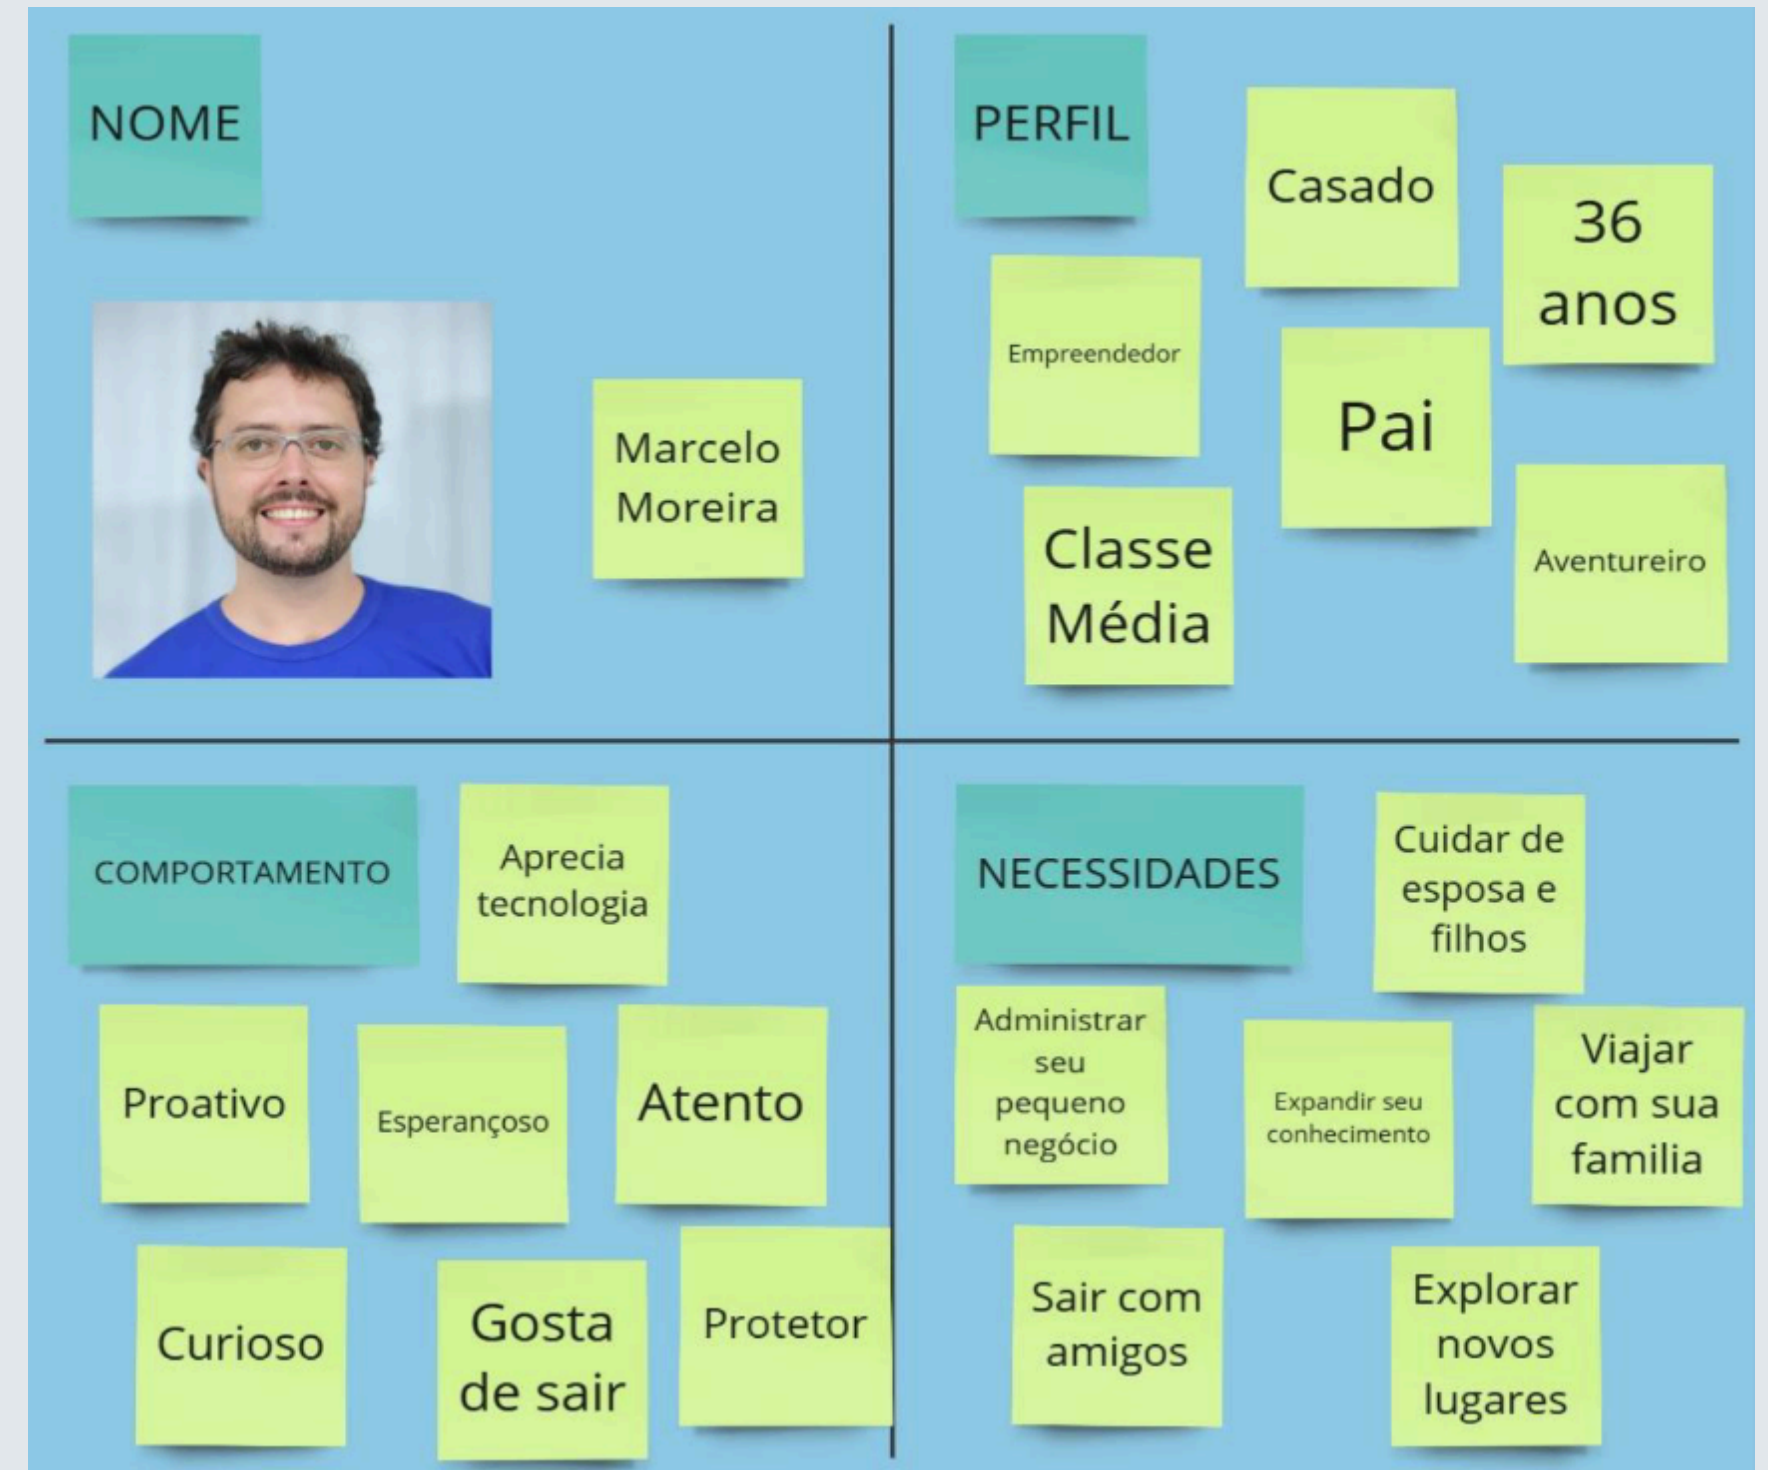 NOME
Marcelo
Moreira
PERFIL
Casado
36
anos
Empreendedor
Pai
Classe
Média
Aventureiro
COMPORTAMENTO
Aprecia
tecnologia
Proativo
Esperançoso
Atento
Curioso
Gosta
de sair
Protetor
NECESSIDADES
Cuidar de
esposa e
filhos
Administrar
seu
pequeno
negócio
Expandir seu
conhecimento
Viajar
com sua
familia
Sair com
amigos
Explorar
novos
lugares